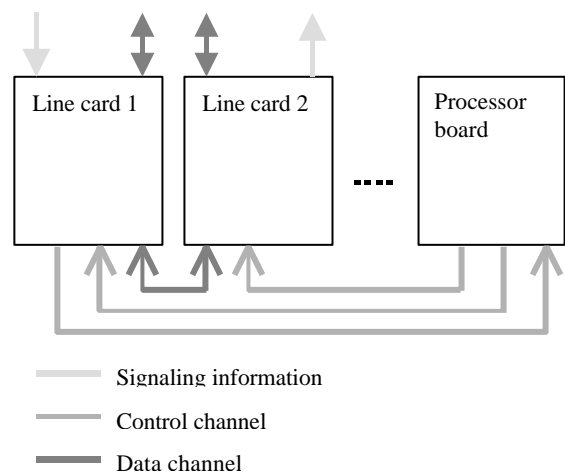 Line card 1
Line card 2
Processor
board
Signaling information
Control channel
Data channel